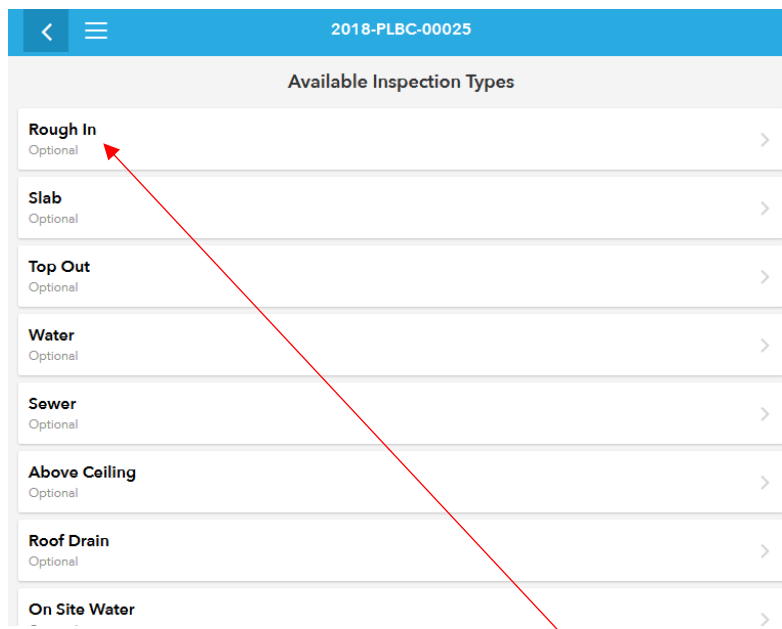 2018-PLBC-00025
Available Inspection Types
Rough In
Optional
Slab
Optional
Top Out
Optional
Water
Optional
Sewer
Optional
Above Ceiling
Optional
Roof Drain
Optional
On Site Water